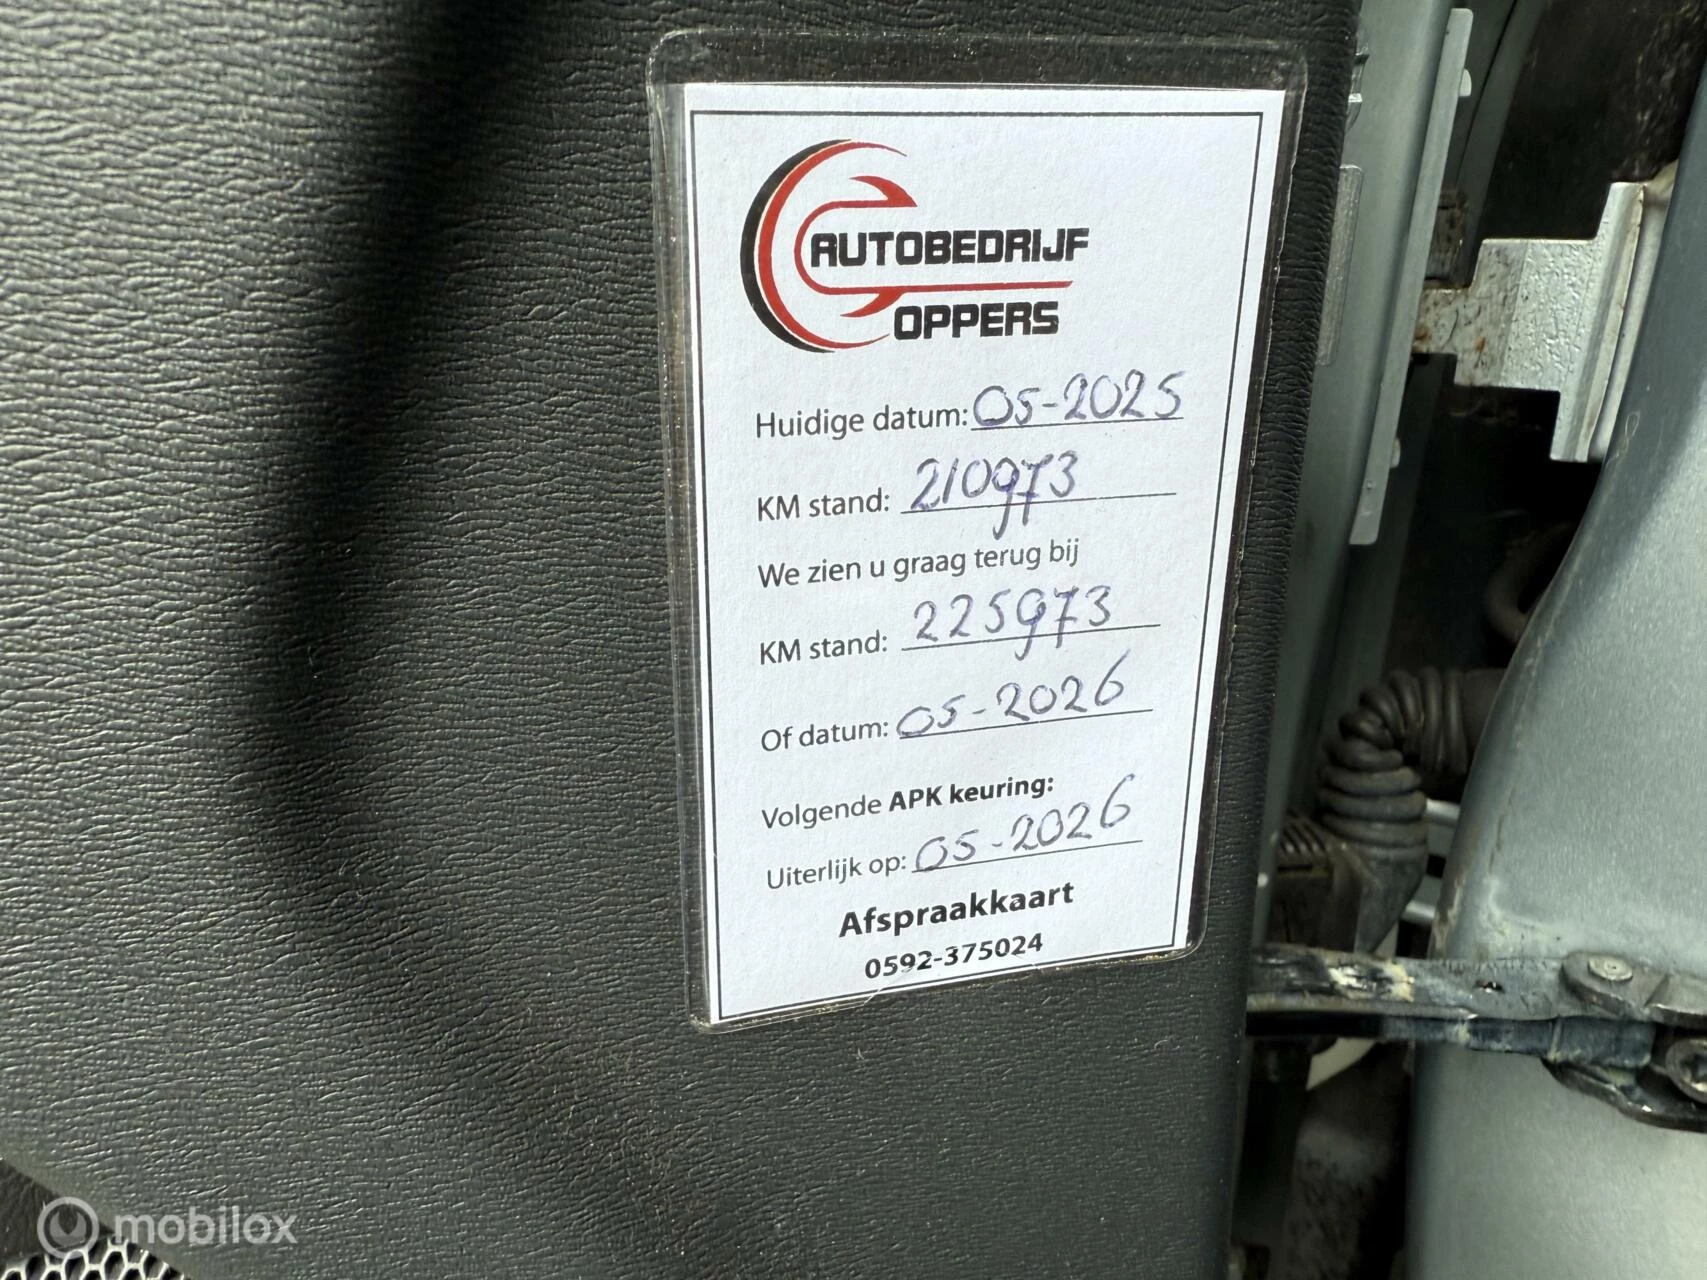 AUTOBEDRIJF
OPPERS
Huidige datum: 05-2025
KM stand: 210973
We zien u graag terug bij
KM stand: 225973
Of datum: 05-2026
Volgende APK keuring:
Uiterlijk op: 05-2026
Afspraakkaart
0592-375024
mobilox